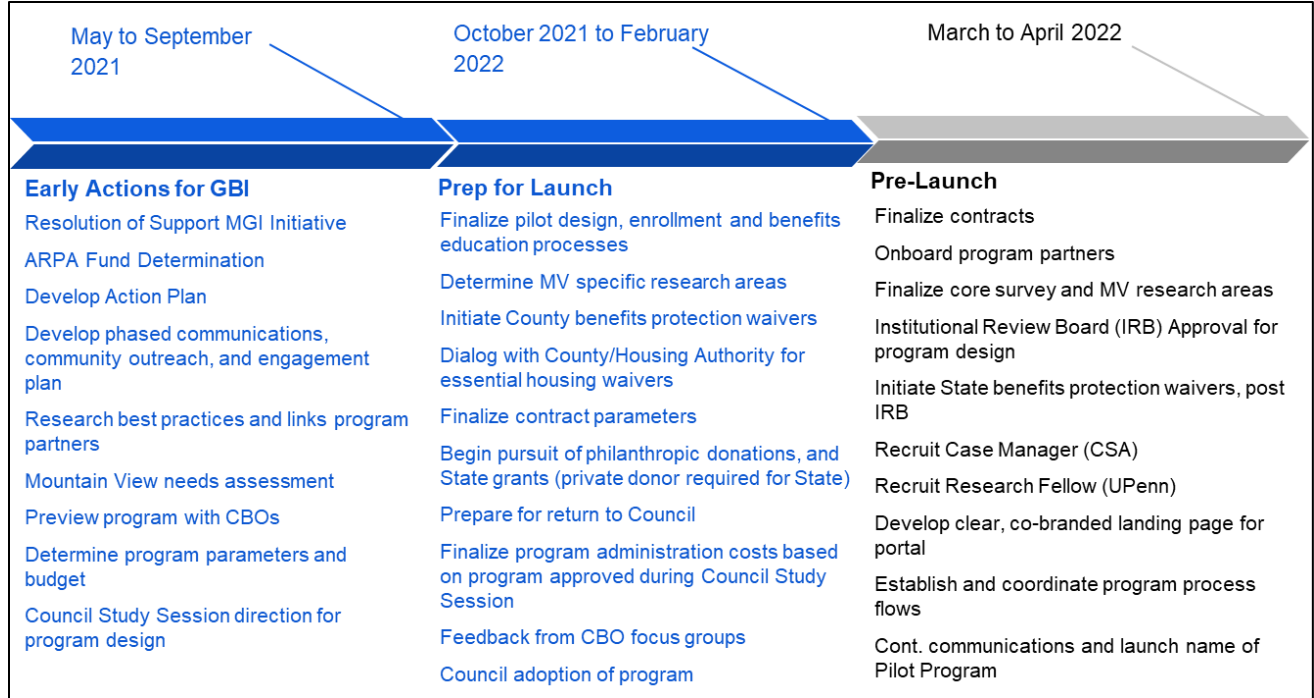 May to September
2021
October 2021 to February
2022
March to April 2022
Early Actions for GBI
Resolution of Support MGI Initiative
ARPA Fund Determination
Develop Action Plan
Develop phased communications,
community outreach, and engagement
plan
Research best practices and links program
partners
Mountain View needs assessment
Preview program with CBOs
Determine program parameters and
budget
Council Study Session direction for
program design
Prep for Launch
Finalize pilot design, enrollment and benefits
education processes
Determine MV specific research areas
Initiate County benefits protection waivers
Dialog with County/Housing Authority for
essential housing waivers
Finalize contract parameters
Begin pursuit of philanthropic donations, and
State grants (private donor required for State)
Prepare for return to Council
Finalize program administration costs based
on program approved during Council Study
Session
Feedback from CBO focus groups
Council adoption of program
Pre-Launch
Finalize contracts
Onboard program partners
Finalize core survey and MV research areas
Institutional Review Board (IRB) Approval for
program design
Initiate State benefits protection waivers, post
IRB
Recruit Case Manager (CSA)
Recruit Research Fellow (UPenn)
Develop clear, co-branded landing page for
portal
Establish and coordinate program process
flows
Cont. communications and launch name of
Pilot Program